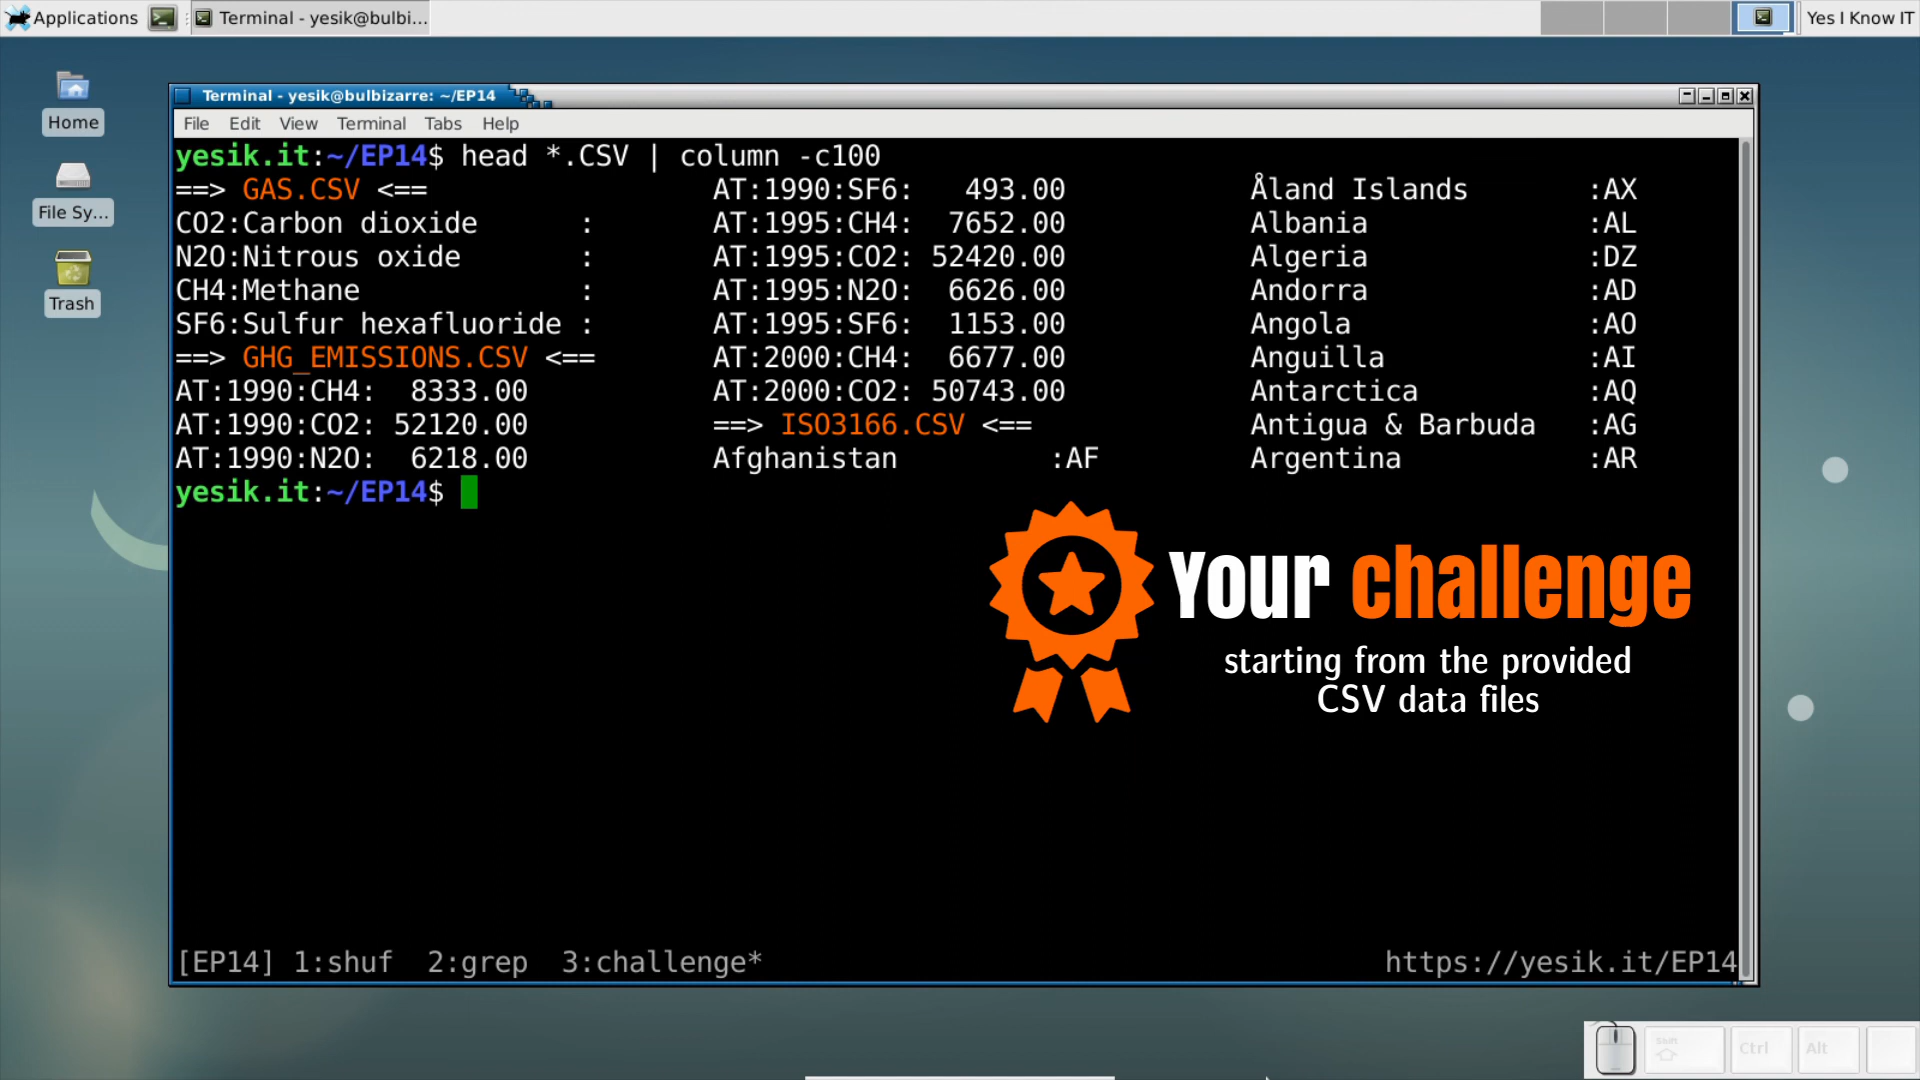 Applications
Terminal - yesik@bulbi...
Yes I Know IT
Home
File Sy...
Trash
Terminal - yesik@bulbizarre: ~/EP14
File Edit View Terminal Tabs Help
yesik.it:~/EP14$ head *.CSV | column -c100
==> GAS.CSV <== AT:1990:SF6: 493.00 Åland Islands :AX
CO2:Carbon dioxide : AT:1995:CH4: 7652.00 Albania :AL
N2O:Nitrous oxide : AT:1995:CO2: 52420.00 Algeria :DZ
CH4:Methane : AT:1995:N2O: 6626.00 Andorra :AD
SF6:Sulfur hexafluoride : AT:1995:SF6: 1153.00 Angola :AO
==> GHG_EMISSIONS.CSV <== AT:2000:CH4: 6677.00 Anguilla :AI
AT:1990:CH4: 8333.00 AT:2000:CO2: 50743.00 Antarctica :AQ
AT:1990:CO2: 52120.00 ==> ISO3166.CSV <== Antigua & Barbuda :AG
AT:1990:N2O: 6218.00 Afghanistan :AF Argentina :AR
yesik.it:~/EP14$
Your challenge
starting from the provided
CSV data files
[EP14] 1:shuf 2:grep 3:challenge* https://yesik.it/EP14
Shift Ctrl Alt